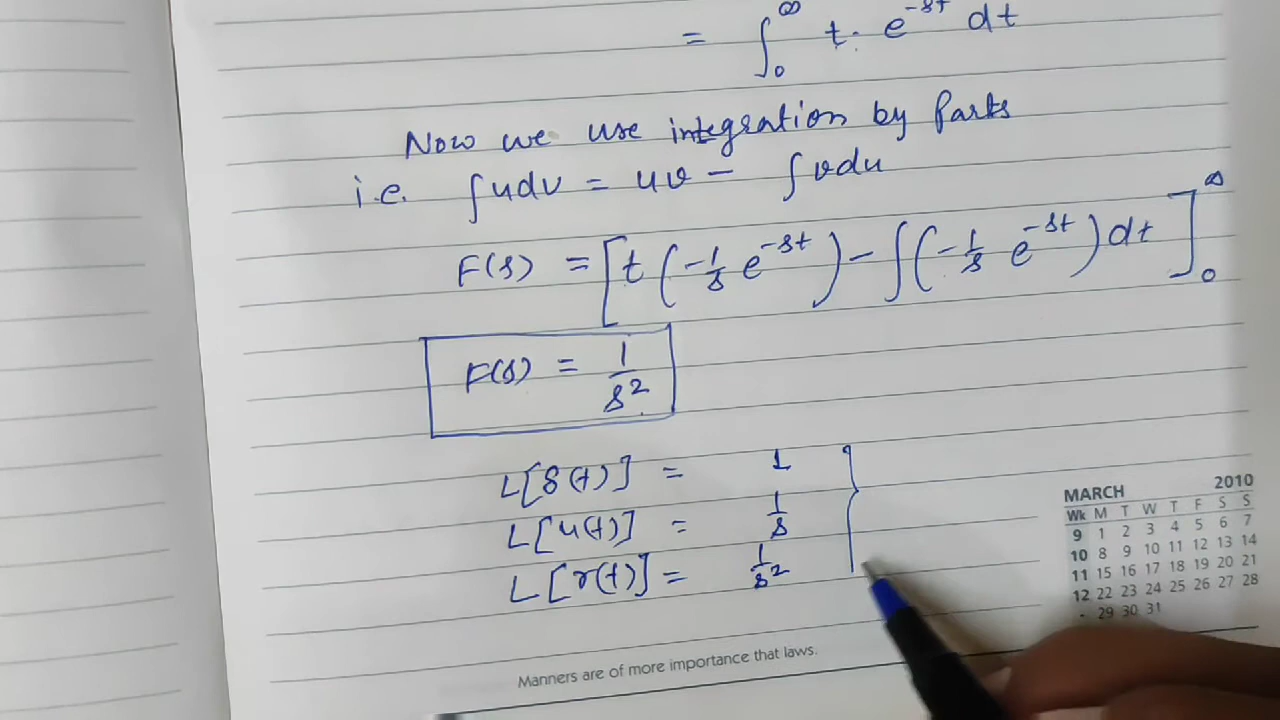 = ∫₀^∞ t. e^-st dt
Now we use integration by Parts
i.e. ∫udv = uv - ∫vdu
F(s) = [t(-1/s e^-st) - ∫(-1/s e^-st)dt]₀^∞
F(s) = 1/s²
L[δ(t)] = 1
L[u(t)] = 1/s
L[r(t)] = 1/s²
MARCH 2010
Wk M T W T F S S
9 1 2 3 4 5 6 7
10 8 9 10 11 12 13 14
11 15 16 17 18 19 20 21
12 22 23 24 25 26 27 28
- 29 30 31
Manners are of more importance that laws.